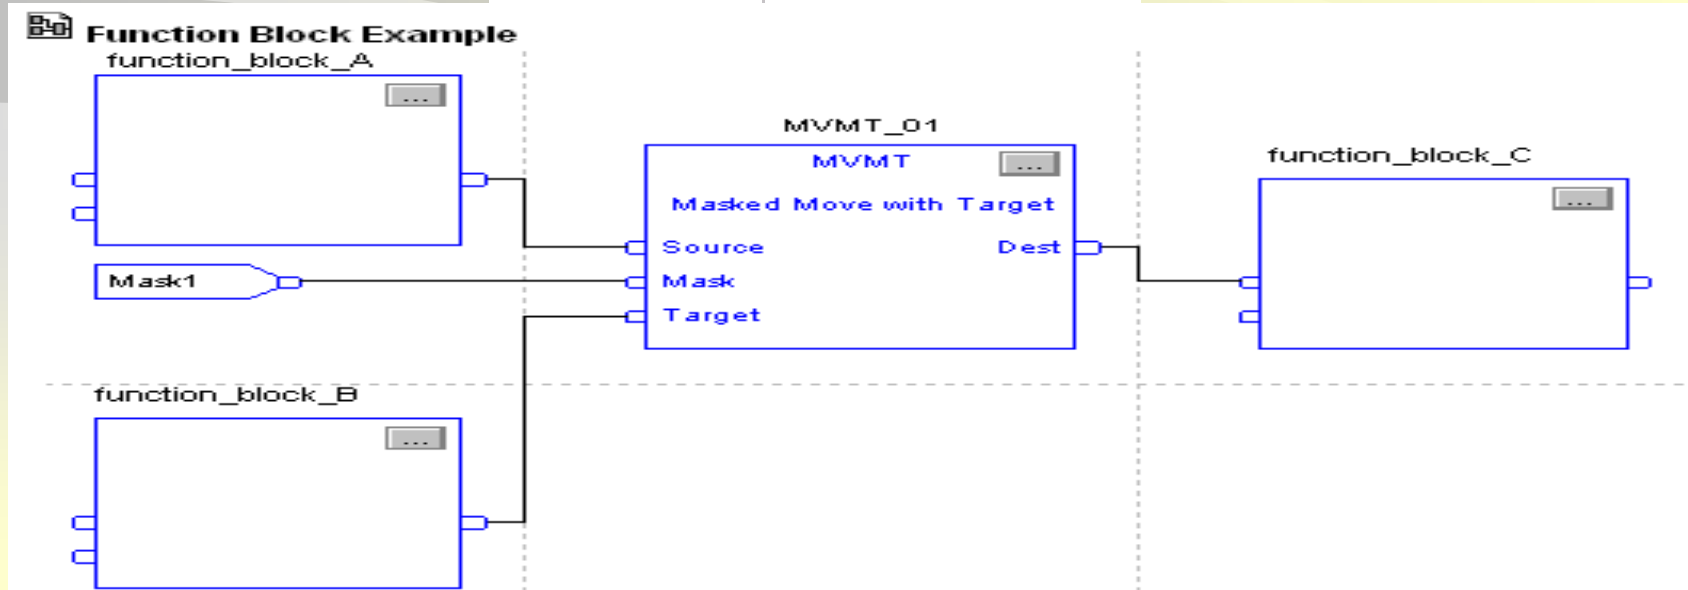 Function Block Example
function_block_A
...
MVMT_01
MVMT
...
Masked Move with Target
Source
Dest
Mask
Target
Mask1
function_block_C
...
function_block_B
...